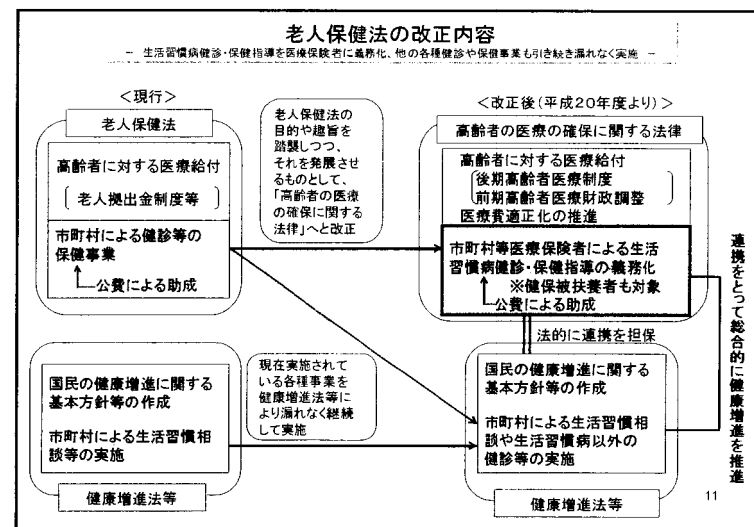 老人保健法の改正内容
－ 生活習慣病健診・保健指導を医療保険者に義務化、他の各種健診や保健事業も引き続き漏れなく実施 －
＜現行＞
老人保健法
高齢者に対する医療給付
老人拠出金制度等
市町村による健診等の
保健事業
公費による助成
老人保健法の
目的や趣旨を
踏襲しつつ、
それを発展させ
るものとして、
「高齢者の医療
の確保に関する
法律」へと改正
＜改正後(平成20年度より)＞
高齢者の医療の確保に関する法律
高齢者に対する医療給付
後期高齢者医療制度
前期高齢者医療財政調整
医療費適正化の推進
市町村等医療保険者による生活
習慣病健診・保健指導の義務化
※健保被扶養者も対象
公費による助成
法的に連携を担保
連携をとって総合的に健康増進を推進
国民の健康増進に関する
基本方針等の作成
市町村による生活習慣相
談等の実施
健康増進法等
現在実施されて
いる各種事業を
健康増進法等に
より漏れなく継続
して実施
国民の健康増進に関する
基本方針等の作成
市町村による生活習慣相
談や生活習慣病以外の
健診等の実施
健康増進法等
11